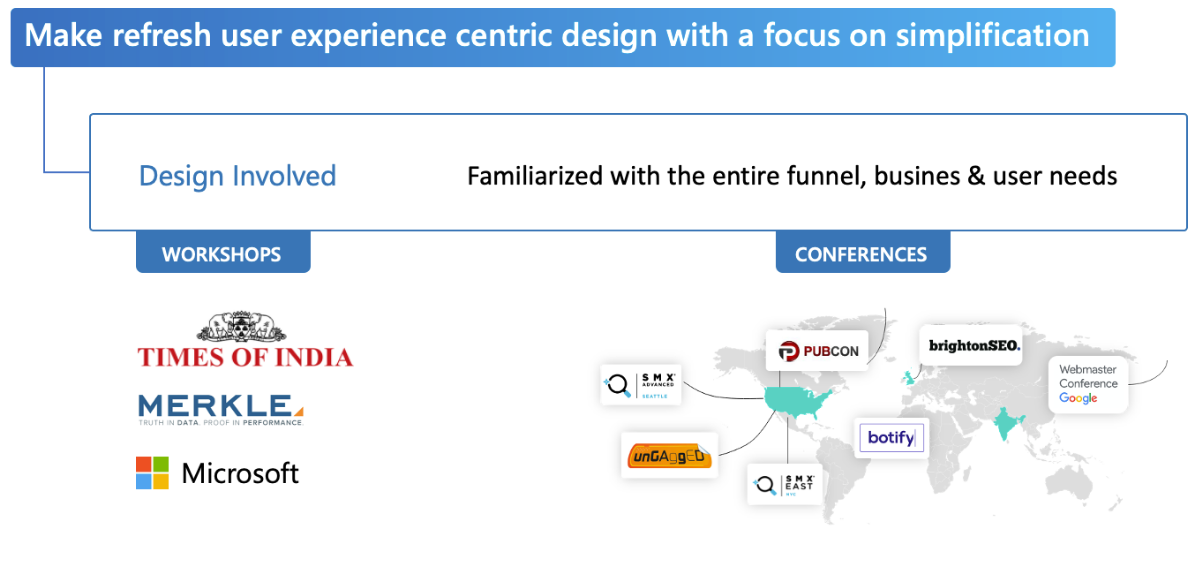 Make refresh user experience centric design with a focus on simplification
Design Involved
Familiarized with the entire funnel, busines & user needs
WORKSHOPS
CONFERENCES
TIMES OF INDIA
MERKLE
TRUTH IN DATA. PROOF IN PERFORMANCE.
Microsoft
PUBCON
brightonSEO.
SMX
ADVANCED
SEATTLE
Webmaster
Conference
Google
botify
unGAggED
SMX
EAST
NYC